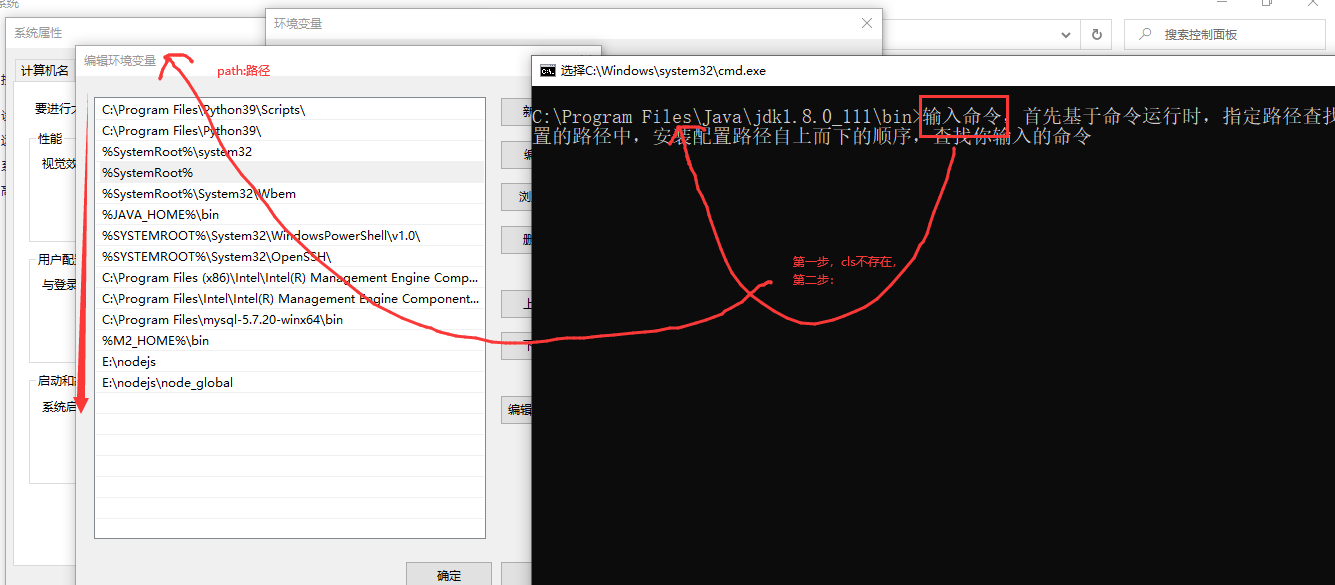 系统
系统属性
环境变量
编辑环境变量
path:路径
计算机名
搜索控制面板
选择C:\Windows\system32\cmd.exe
要进行
性能
视觉效
用户配
与登录
启动和
系统启
C:\Program Files\Python39\Scripts\
C:\Program Files\Python39\
%SystemRoot%\system32
%SystemRoot%
%SystemRoot%\System32\Wbem
%JAVA_HOME%\bin
%SYSTEMROOT%\System32\WindowsPowerShell\v1.0\
%SYSTEMROOT%\System32\OpenSSH\
C:\Program Files (x86)\Intel\Intel(R) Management Engine Comp...
C:\Program Files\Intel\Intel(R) Management Engine Component...
C:\Program Files\mysql-5.7.20-winx64\bin
%M2_HOME%\bin
E:\nodejs
E:\nodejs\node_global
新
编
浏
删
上
下
编辑
确定
C:\Program Files\Java\jdk1.8.0_111\bin>输入命令，首先基于命令运行时，指定路径查找
置的路径中，安装配置路径自上而下的顺序，查找你输入的命令
第一步，cls不存在，
第二步：